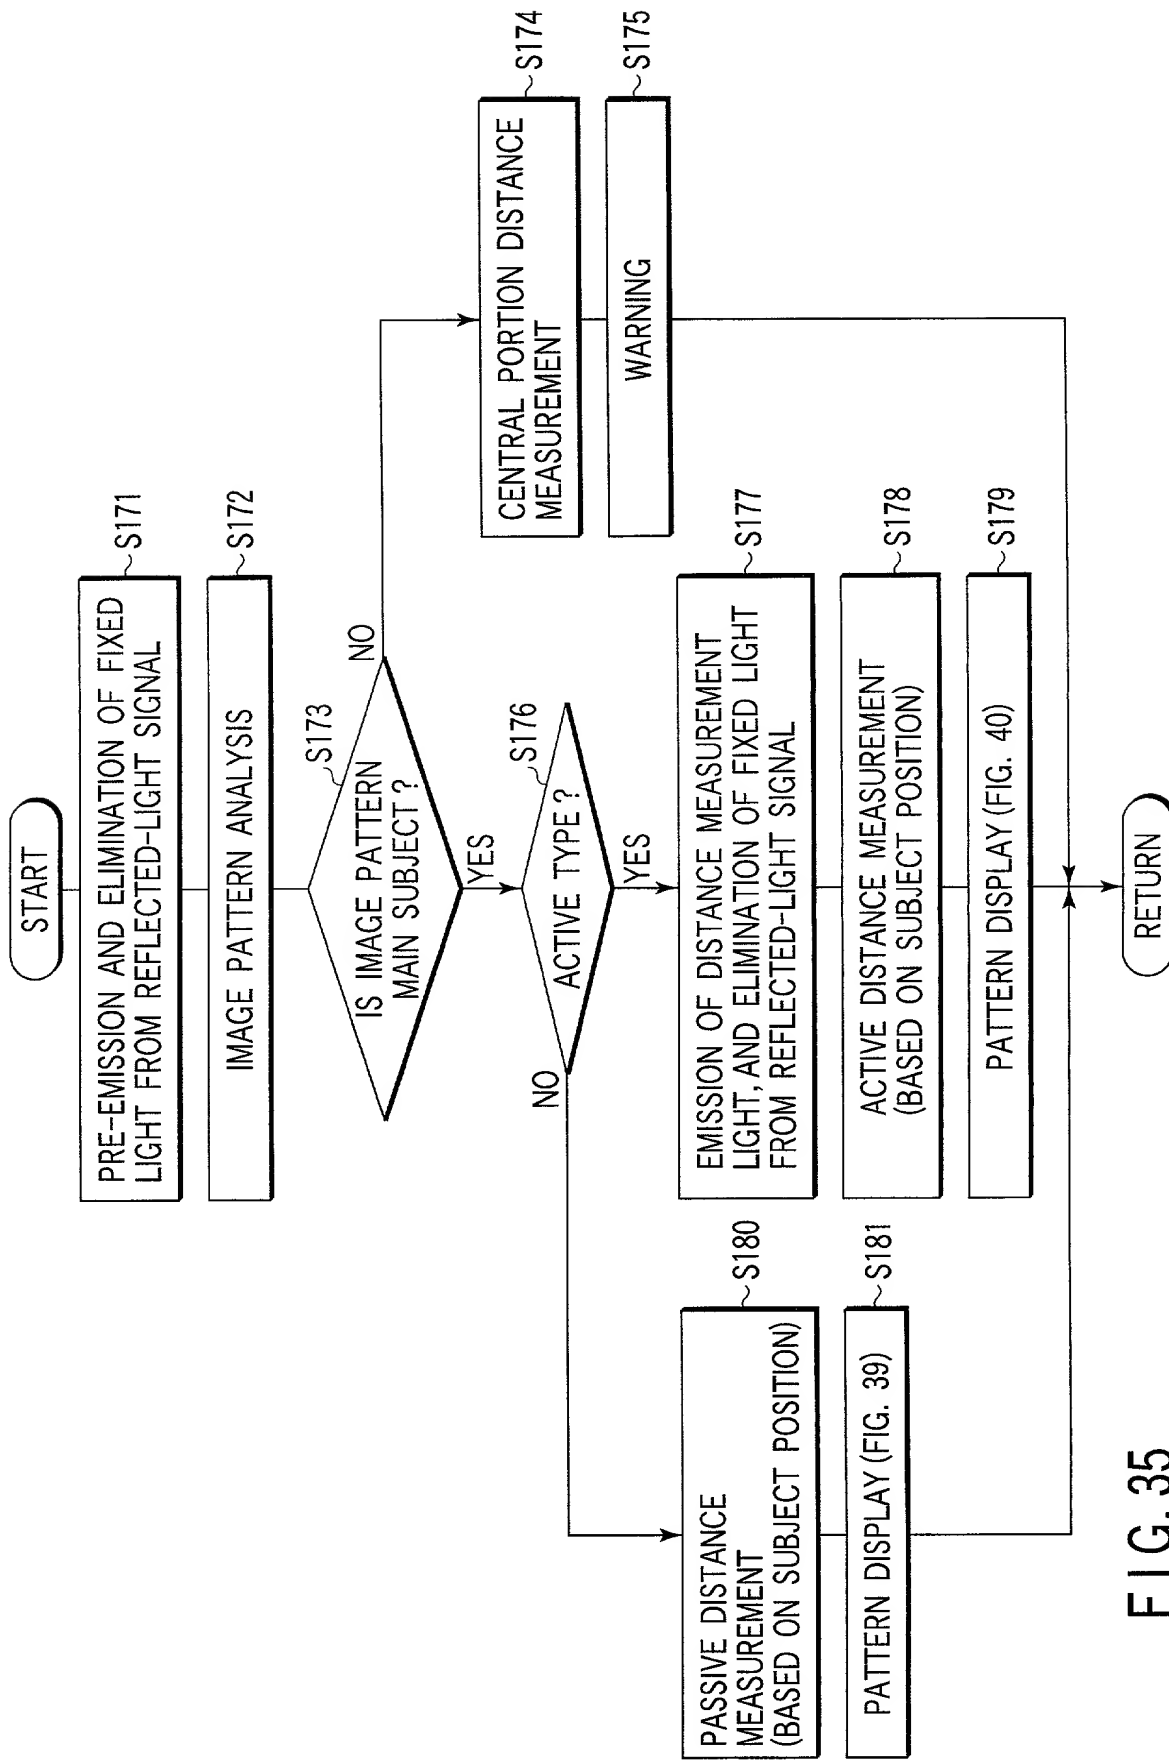 START
PRE-EMISSION AND ELIMINATION OF FIXED
LIGHT FROM REFLECTED-LIGHT SIGNAL
S171
IMAGE PATTERN ANALYSIS
S172
IS IMAGE PATTERN
MAIN SUBJECT?
S173
NO
YES
CENTRAL PORTION DISTANCE
MEASUREMENT
S174
WARNING
S175
ACTIVE TYPE?
S176
NO
YES
EMISSION OF DISTANCE MEASUREMENT
LIGHT, AND ELIMINATION OF FIXED LIGHT
FROM REFLECTED-LIGHT SIGNAL
S177
ACTIVE DISTANCE MEASUREMENT
(BASED ON SUBJECT POSITION)
S178
PATTERN DISPLAY (FIG. 40)
S179
PASSIVE DISTANCE
MEASUREMENT
(BASED ON SUBJECT POSITION)
S180
PATTERN DISPLAY (FIG. 39)
S181
RETURN
FIG. 35